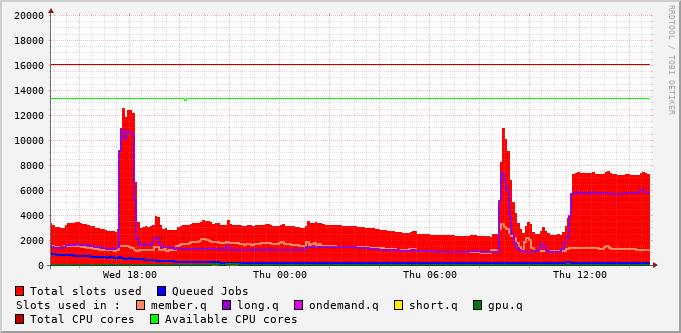 20000
18000
16000
14000
12000
10000
8000
6000
4000
2000
0
Wed 18:00 Thu 00:00 Thu 06:00 Thu 12:00
RRDTOOL / TOBI OETIKER
Total slots used Queued Jobs
Slots used in : member.q long.q ondemand.q short.q gpu.q
Total CPU cores Available CPU cores